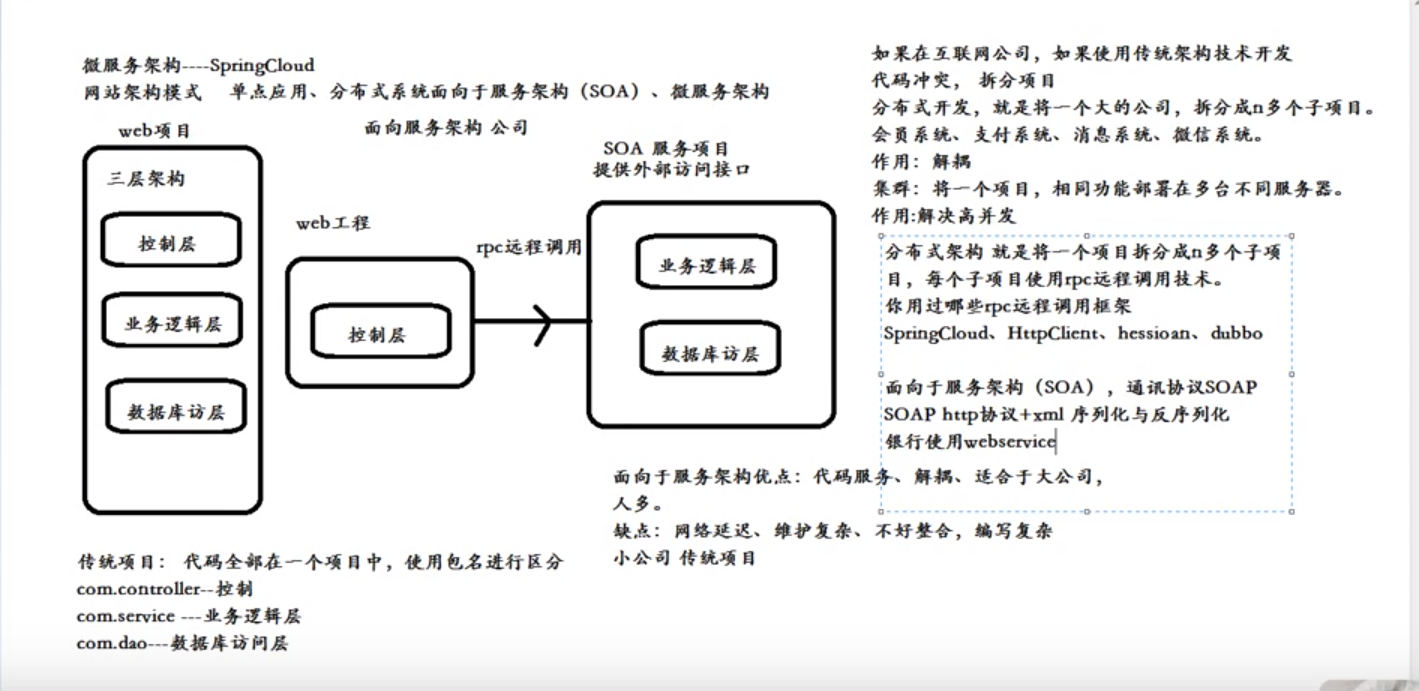 微服务架构----SpringCloud
网站架构模式 单点应用、分布式系统面向于服务架构（SOA）、微服务架构
web项目
面向服务架构 公司
三层架构
控制层
业务逻辑层
数据库访层
web工程
控制层
rpc远程调用
SOA 服务项目
提供外部访问接口
业务逻辑层
数据库访层
如果在互联网公司，如果使用传统架构技术开发
代码冲突， 拆分项目
分布式开发，就是将一个大的公司，拆分成n多个子项目。
会员系统、支付系统、消息系统、微信系统。
作用：解耦
集群：将一个项目，相同功能部署在多台不同服务器。
作用:解决高并发
分布式架构 就是将一个项目拆分成n多个子项
目，每个子项目使用rpc远程调用技术。
你用过哪些rpc远程调用框架
SpringCloud、HttpClient、hessioan、dubbo
面向于服务架构（SOA），通讯协议SOAP
SOAP http协议+xml 序列化与反序列化
银行使用webservice
面向于服务架构优点：代码服务、解耦、适合于大公司，
人多。
缺点：网络延迟、维护复杂、不好整合，编写复杂
小公司 传统项目
传统项目： 代码全部在一个项目中，使用包名进行区分
com.controller--控制
com.service ---业务逻辑层
com.dao---数据库访问层